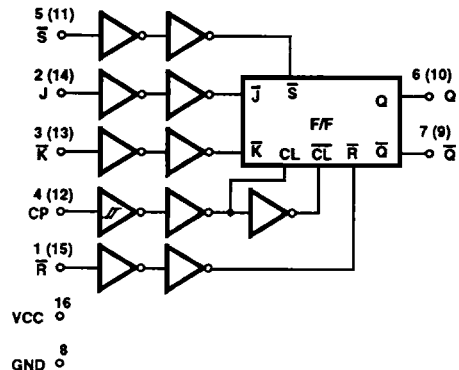 5 (11)
S̅
2 (14)
J
3 (13)
K̅
4 (12)
CP
1 (15)
R̅
J̅ S̅ Q
F/F
K̅ CL C̅L̅ R̅ Q̅
6 (10)
Q
7 (9)
Q̅
16
VCC
8
GND